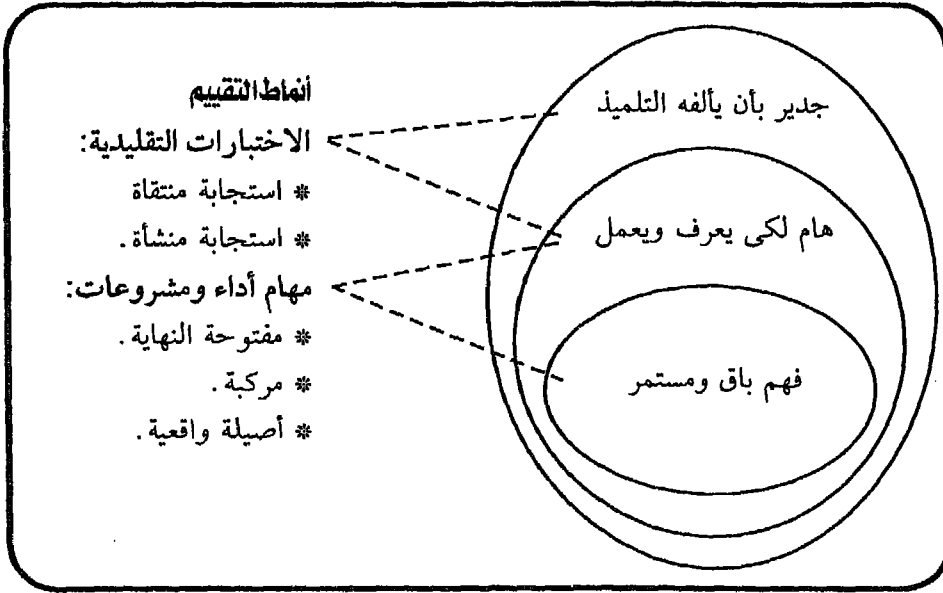 أنماط التقييم
الاختبارات التقليدية:
* استجابة منتقاة
* استجابة منشأة.
مهام أداء ومشروعات:
* مفتوحة النهاية.
* مركبة.
* أصيلة واقعية.
جدير بأن يألفه التلميذ
هام لكى يعرف ويعمل
فهم باق ومستمر